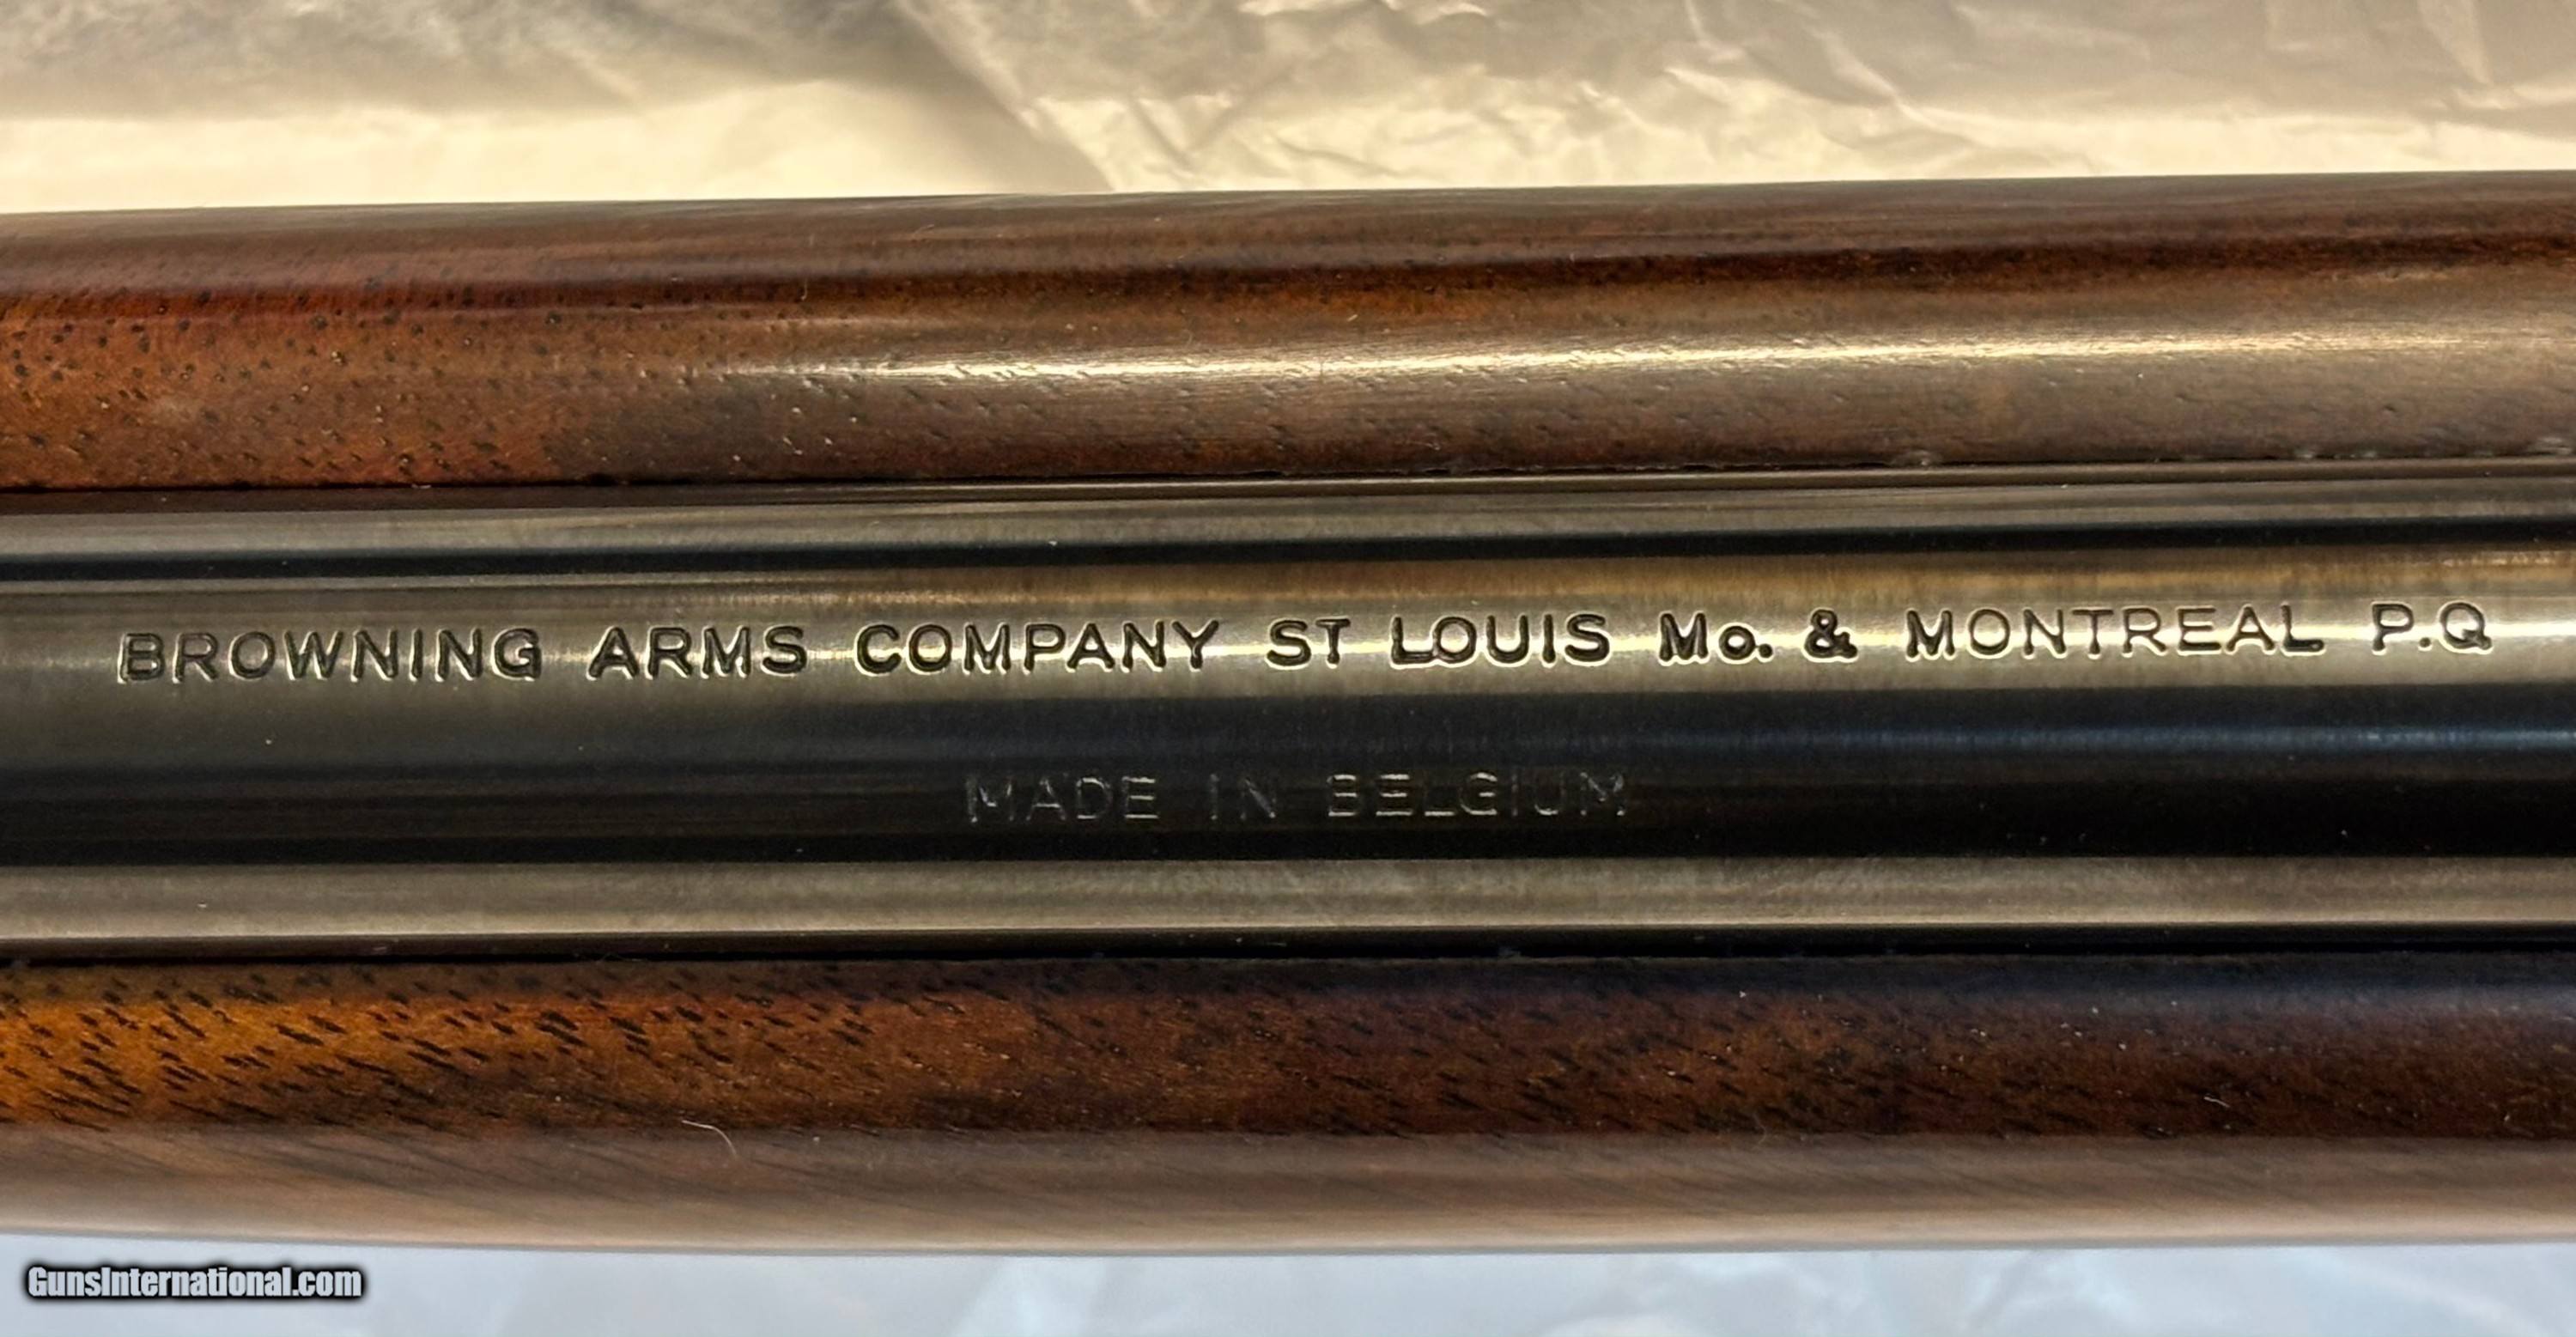 BROWNING ARMS COMPANY ST LOUIS Mo. & MONTREAL P.Q
MADE IN BELGIUM
GunsInternational.com